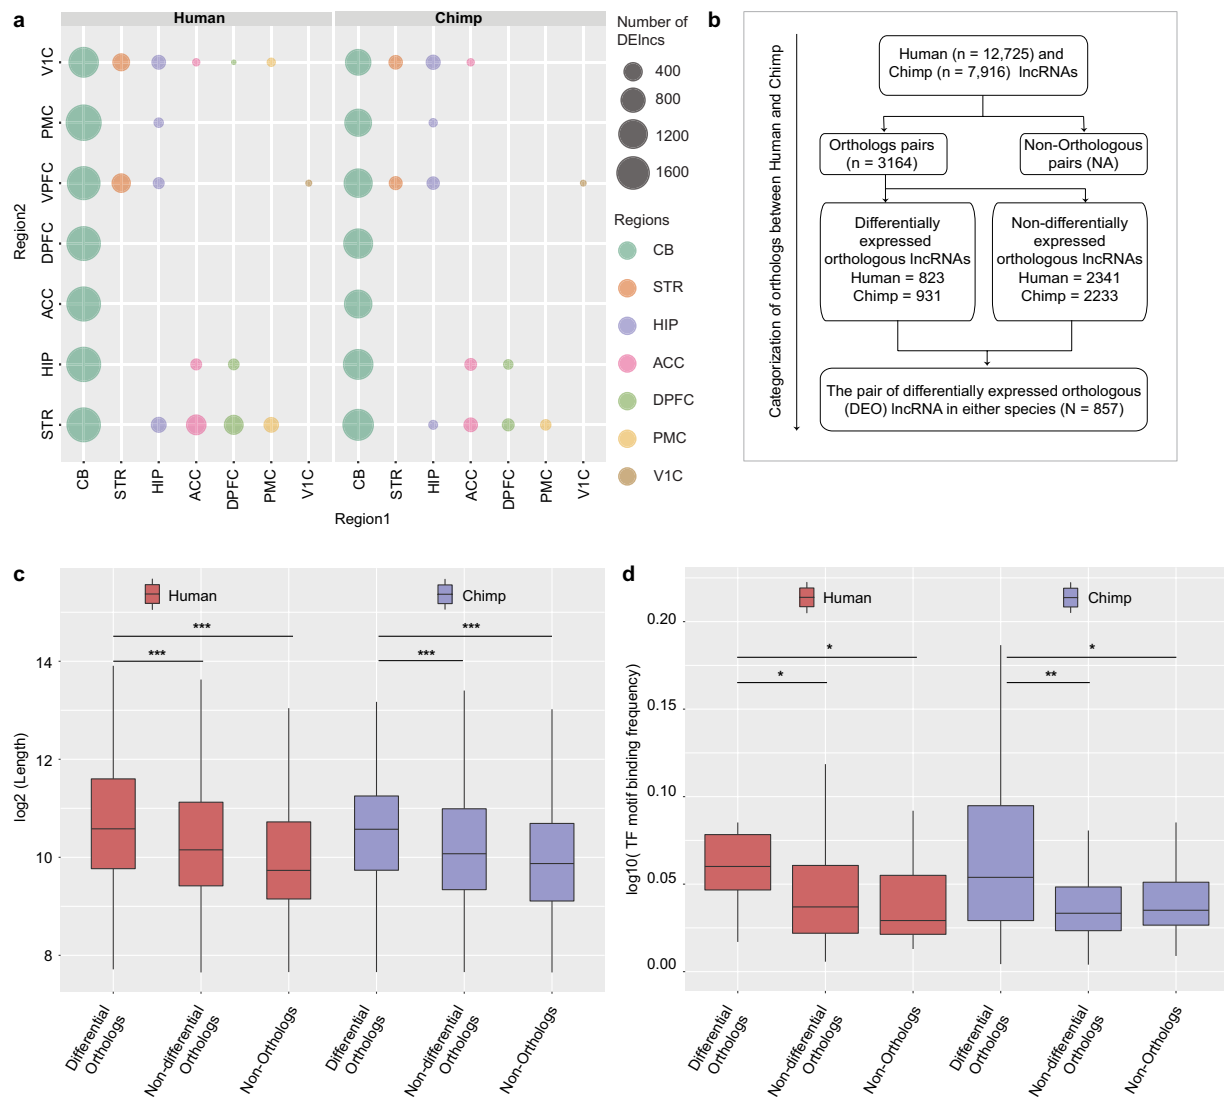 a
Human
Chimp
Region2
V1C
PMC
VPFC
DPFC
ACC
HIP
STR
CB
STR
HIP
ACC
DPFC
PMC
V1C
CB
STR
HIP
ACC
DPFC
PMC
V1C
Region1
Number of
DElncs
400
800
1200
1600
Regions
CB
STR
HIP
ACC
DPFC
PMC
V1C
b
Categorization of orthologs between Human and Chimp
Human (n = 12,725) and
Chimp (n = 7,916) lncRNAs
Orthologs pairs
(n = 3164)
Non-Orthologous
pairs (NA)
Differentially
expressed
orthologous lncRNAs
Human = 823
Chimp = 931
Non-differentially
expressed
orthologous lncRNAs
Human = 2341
Chimp = 2233
The pair of differentially expressed orthologous
(DEO) lncRNA in either species (N = 857)
c
Human
Chimp
***
***
***
***
log2 (Length)
14
12
10
8
Differential
Orthologs
Non-differential
Orthologs
Non-Orthologs
Differential
Orthologs
Non-differential
Orthologs
Non-Orthologs
d
Human
Chimp
*
*
*
**
log10( TF motif binding frequency)
0.20
0.15
0.10
0.05
0.00
Differential
Orthologs
Non-differential
Orthologs
Non-Orthologs
Differential
Orthologs
Non-differential
Orthologs
Non-Orthologs